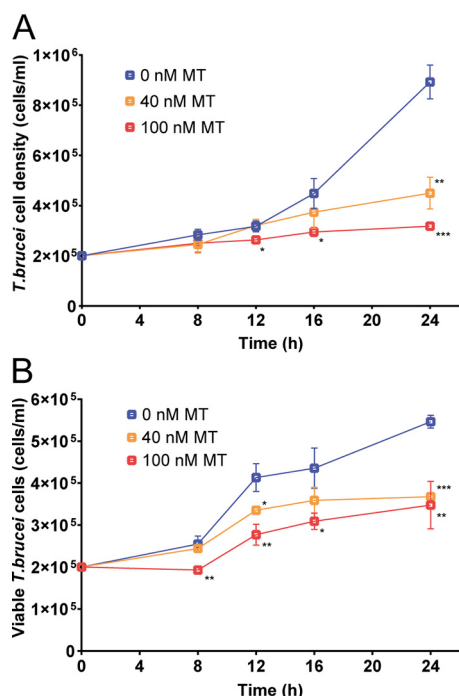 A
1×10⁶
8×10⁵
6×10⁵
4×10⁵
2×10⁵
0
T.brucei cell density (cells/ml)
0 nM MT
40 nM MT
100 nM MT
*
*
**
***
0 4 8 12 16 20 24
Time (h)
B
6×10⁵
5×10⁵
4×10⁵
3×10⁵
2×10⁵
1×10⁵
0
Viable T.brucei cells (cells/ml)
0 nM MT
40 nM MT
100 nM MT
**
*
**
*
***
**
0 4 8 12 16 20 24
Time (h)